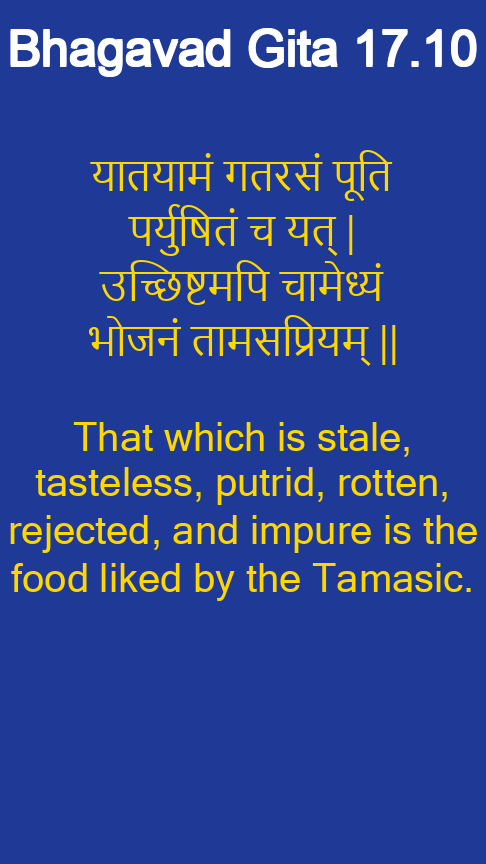 Bhagavad Gita 17.10
यातयामं गतरसं पूति
पर्युषितं च यत् |
उच्छिष्टमपि चामेध्यं
भोजनं तामसप्रियम् ||
That which is stale,
tasteless, putrid, rotten,
rejected, and impure is the
food liked by the Tamasic.